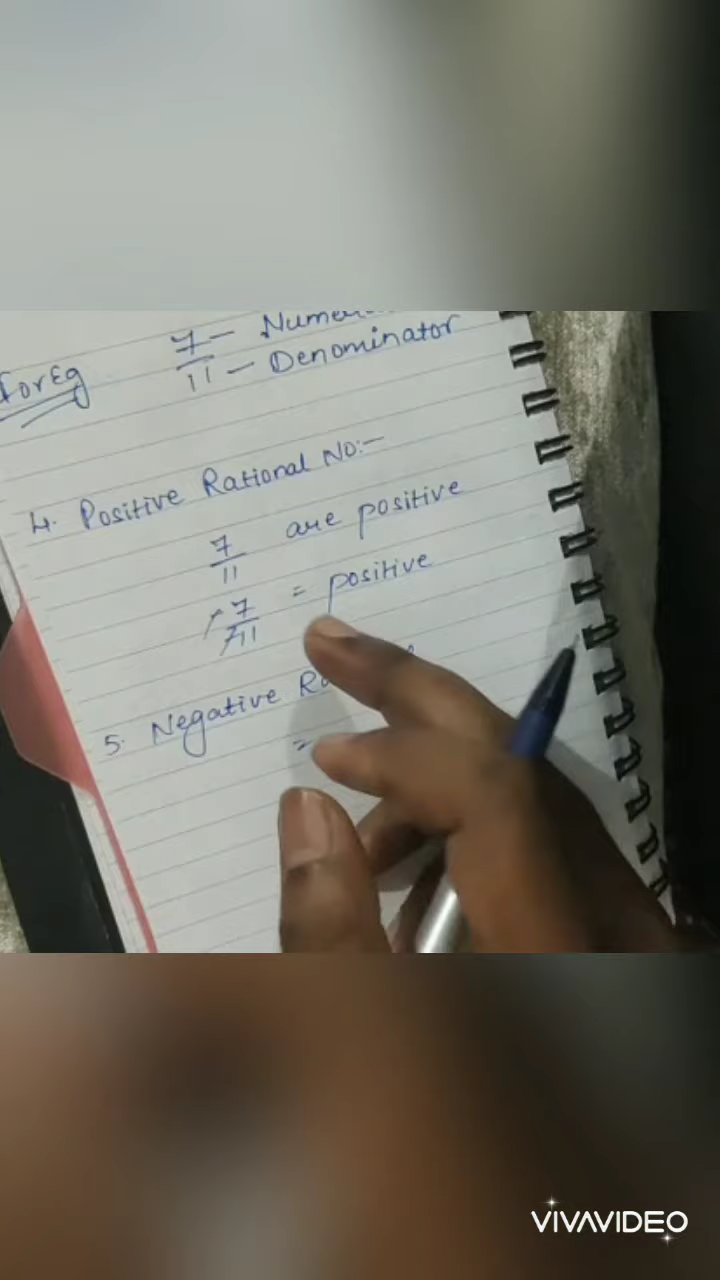 For Eg 7 —
11 — Denominator
4. Positive Rational No:-
7/11 are positive
-7/-11 = positive
5. Negative
=
VIVAVIDEO